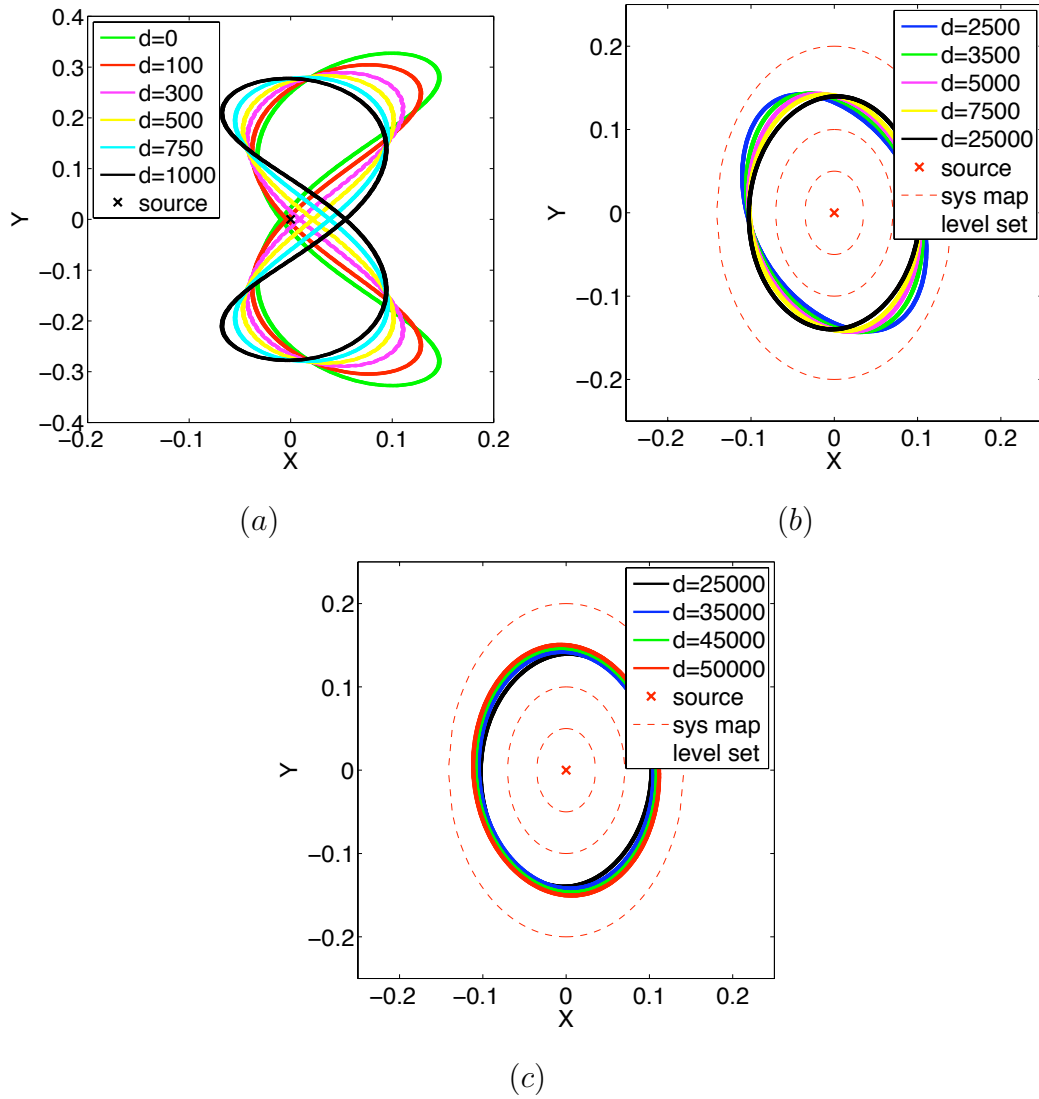 0.4
0.3
0.2
0.1
0
−0.1
−0.2
−0.3
−0.4
Y
−0.2
−0.1
0
0.1
0.2
X
d=0
d=100
d=300
d=500
d=750
d=1000
source
(a)
0.2
0.1
0
−0.1
−0.2
Y
−0.2
−0.1
0
0.1
0.2
X
d=2500
d=3500
d=5000
d=7500
d=25000
source
sys map
level set
(b)
0.2
0.1
0
−0.1
−0.2
Y
−0.2
−0.1
0
0.1
0.2
X
d=25000
d=35000
d=45000
d=50000
source
sys map
level set
(c)